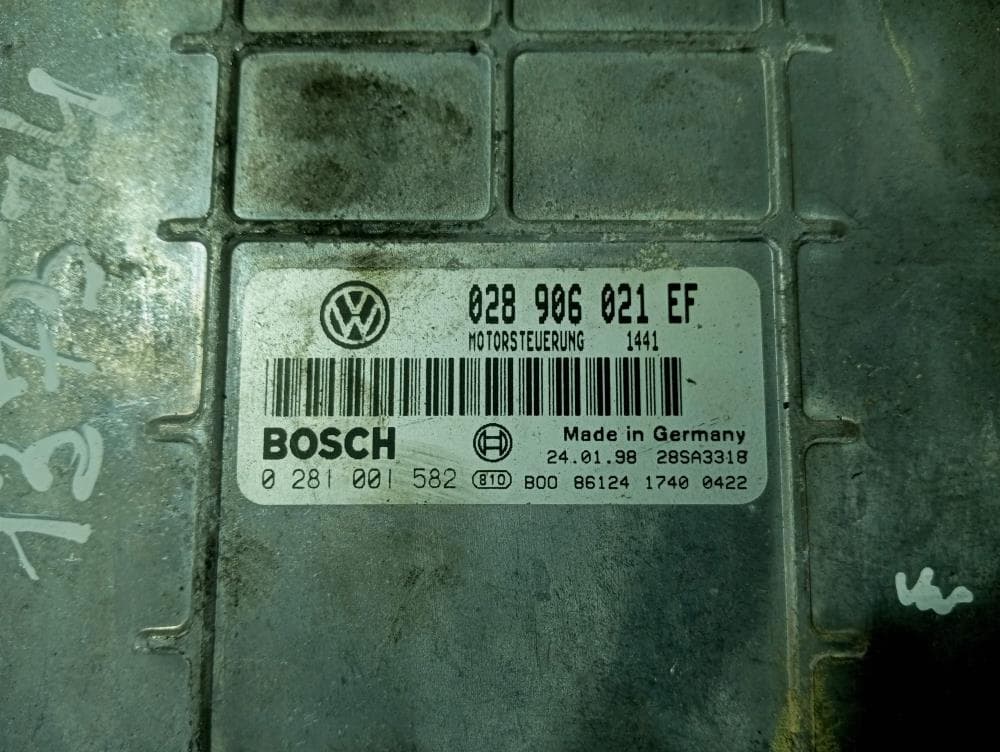 028 906 021 EF
MOTORSTEUERUNG 1441
BOSCH
Made in Germany
24.01.98 28SA3318
0 281 001 582 810 B00 86124 1740 0422